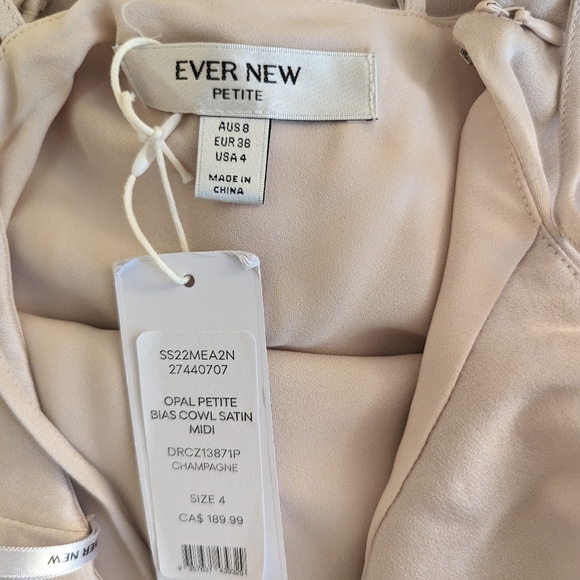 EVER NEW
PETITE
AUS 8
EUR 36
USA 4
MADE IN
CHINA
SS22MEA2N
27440707
OPAL PETITE
BIAS COWL SATIN
MIDI
DRCZ13871P
CHAMPAGNE
SIZE 4
CA$ 189.99
EVER NEW